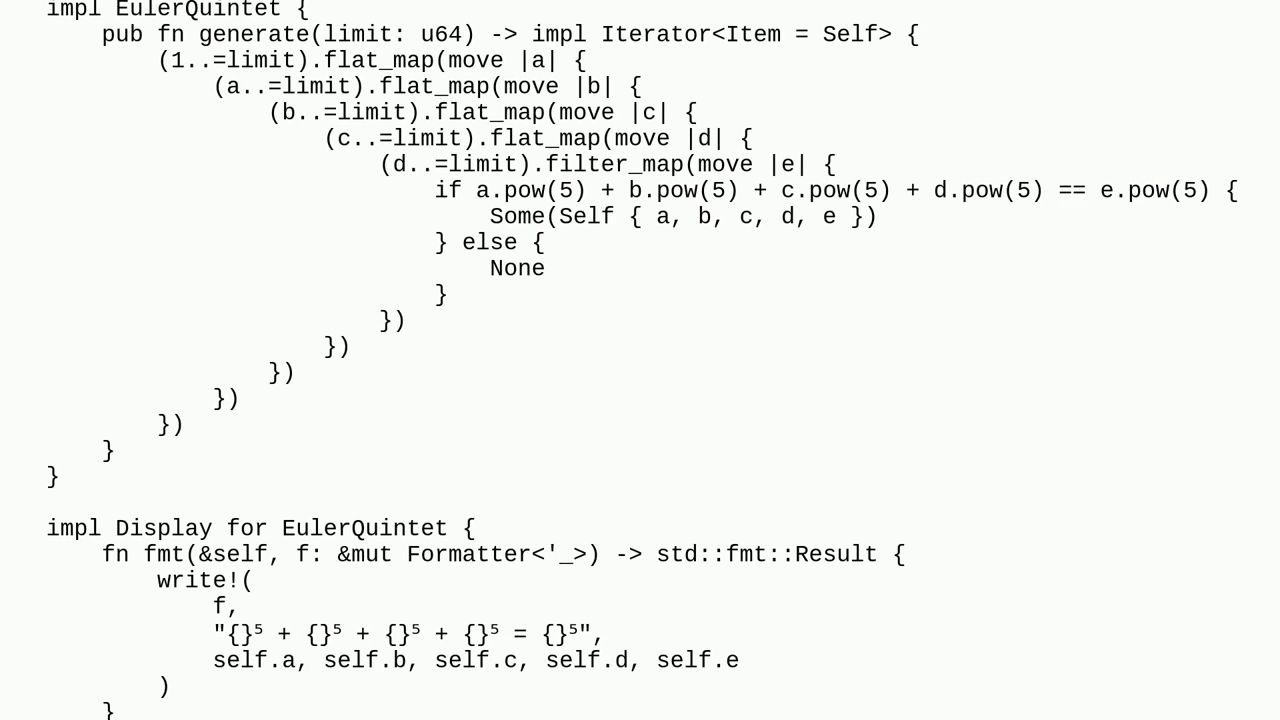 impl EulerQuintet {
    pub fn generate(limit: u64) -> impl Iterator<Item = Self> {
        (1..=limit).flat_map(move |a| {
            (a..=limit).flat_map(move |b| {
                (b..=limit).flat_map(move |c| {
                    (c..=limit).flat_map(move |d| {
                        (d..=limit).filter_map(move |e| {
                            if a.pow(5) + b.pow(5) + c.pow(5) + d.pow(5) == e.pow(5) {
                                Some(Self { a, b, c, d, e })
                            } else {
                                None
                            }
                        })
                    })
                })
            })
        })
    }
}

impl Display for EulerQuintet {
    fn fmt(&self, f: &mut Formatter<'_>) -> std::fmt::Result {
        write!(
            f,
            "{}⁵ + {}⁵ + {}⁵ + {}⁵ = {}⁵",
            self.a, self.b, self.c, self.d, self.e
        )
    }